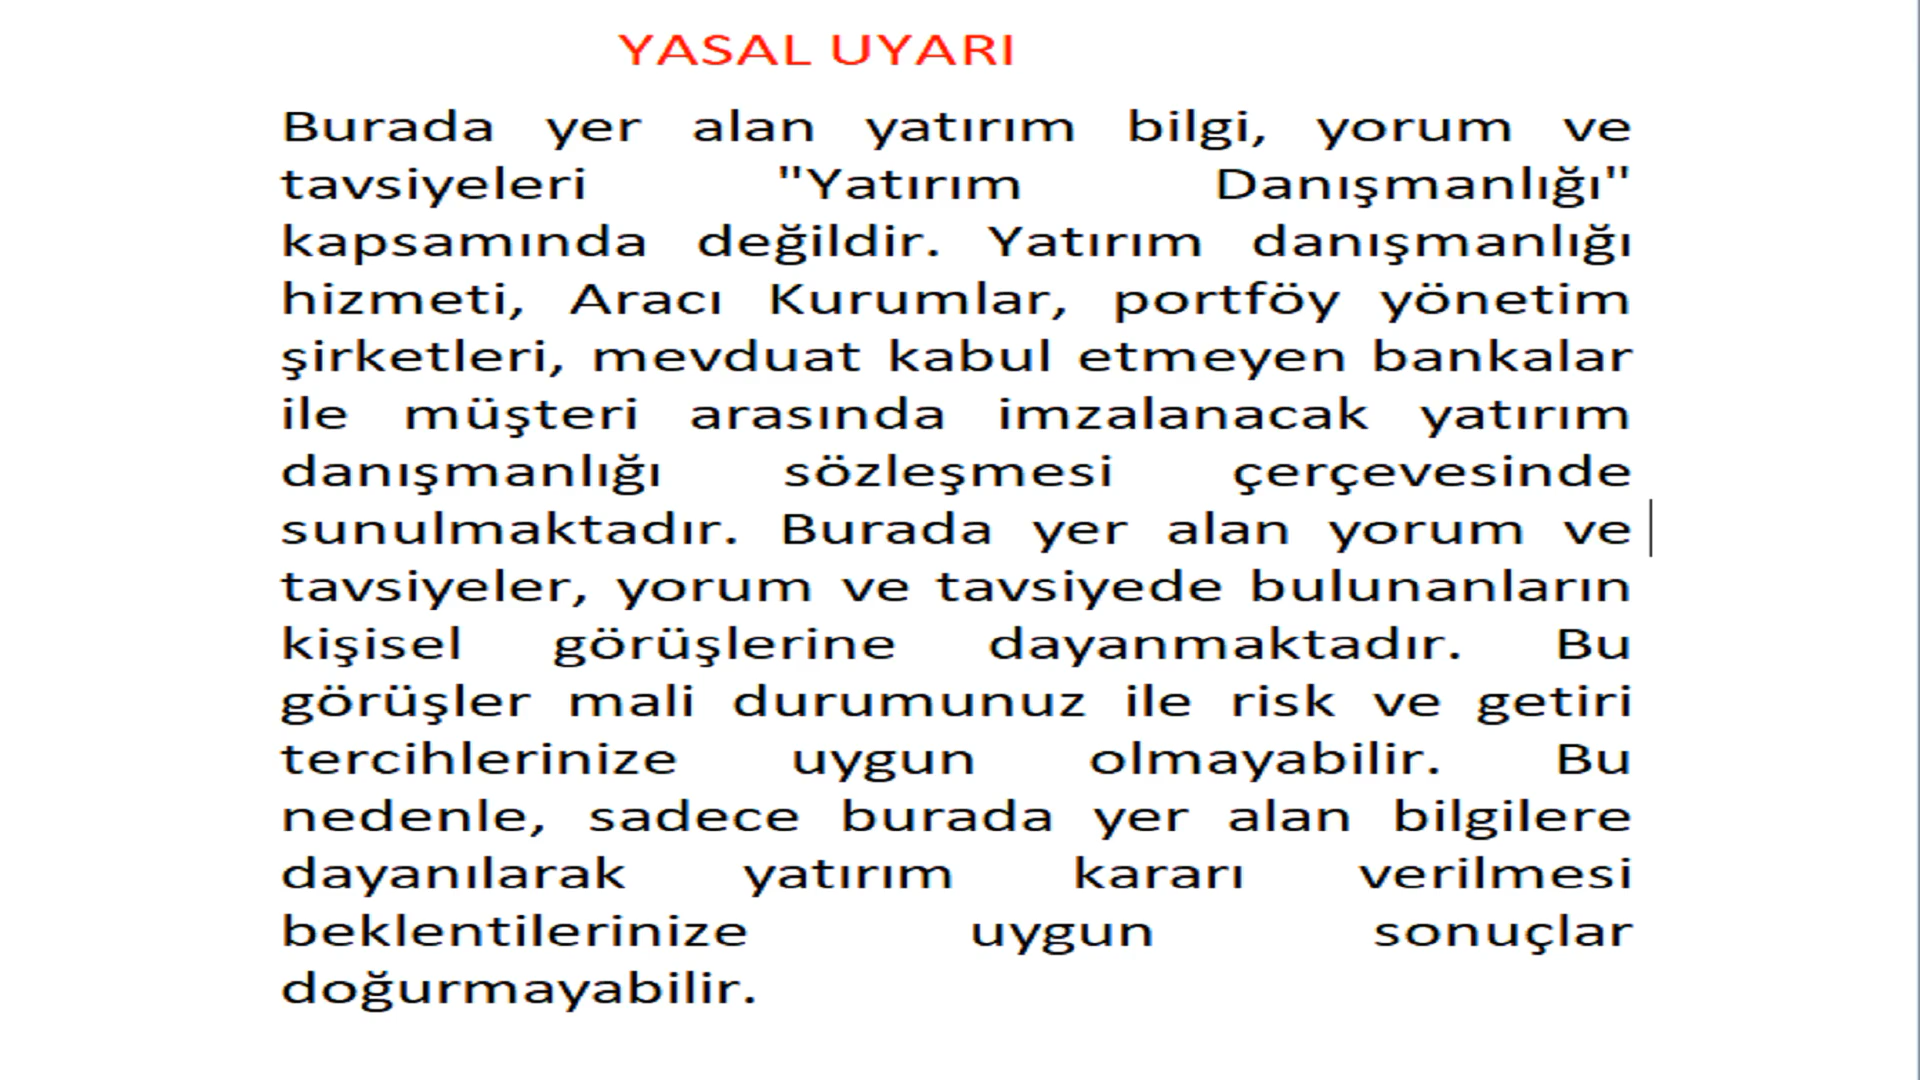 YASAL UYARI
Burada yer alan yatırım bilgi, yorum ve
tavsiyeleri "Yatırım Danışmanlığı"
kapsamında değildir. Yatırım danışmanlığı
hizmeti, Aracı Kurumlar, portföy yönetim
şirketleri, mevduat kabul etmeyen bankalar
ile müşteri arasında imzalanacak yatırım
danışmanlığı sözleşmesi çerçevesinde
sunulmaktadır. Burada yer alan yorum ve
tavsiyeler, yorum ve tavsiyede bulunanların
kişisel görüşlerine dayanmaktadır. Bu
görüşler mali durumunuz ile risk ve getiri
tercihlerinize uygun olmayabilir. Bu
nedenle, sadece burada yer alan bilgilere
dayanılarak yatırım kararı verilmesi
beklentilerinize uygun sonuçlar
doğurmayabilir.